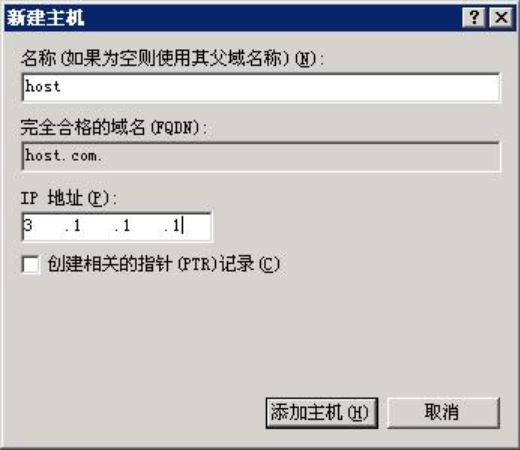 新建主机
名称(如果为空则使用其父域名称)(N):
host
完全合格的域名(FQDN):
host.com.
IP 地址(P):
3 .1 .1 .1
创建相关的指针(PTR)记录(C)
添加主机(H) 取消